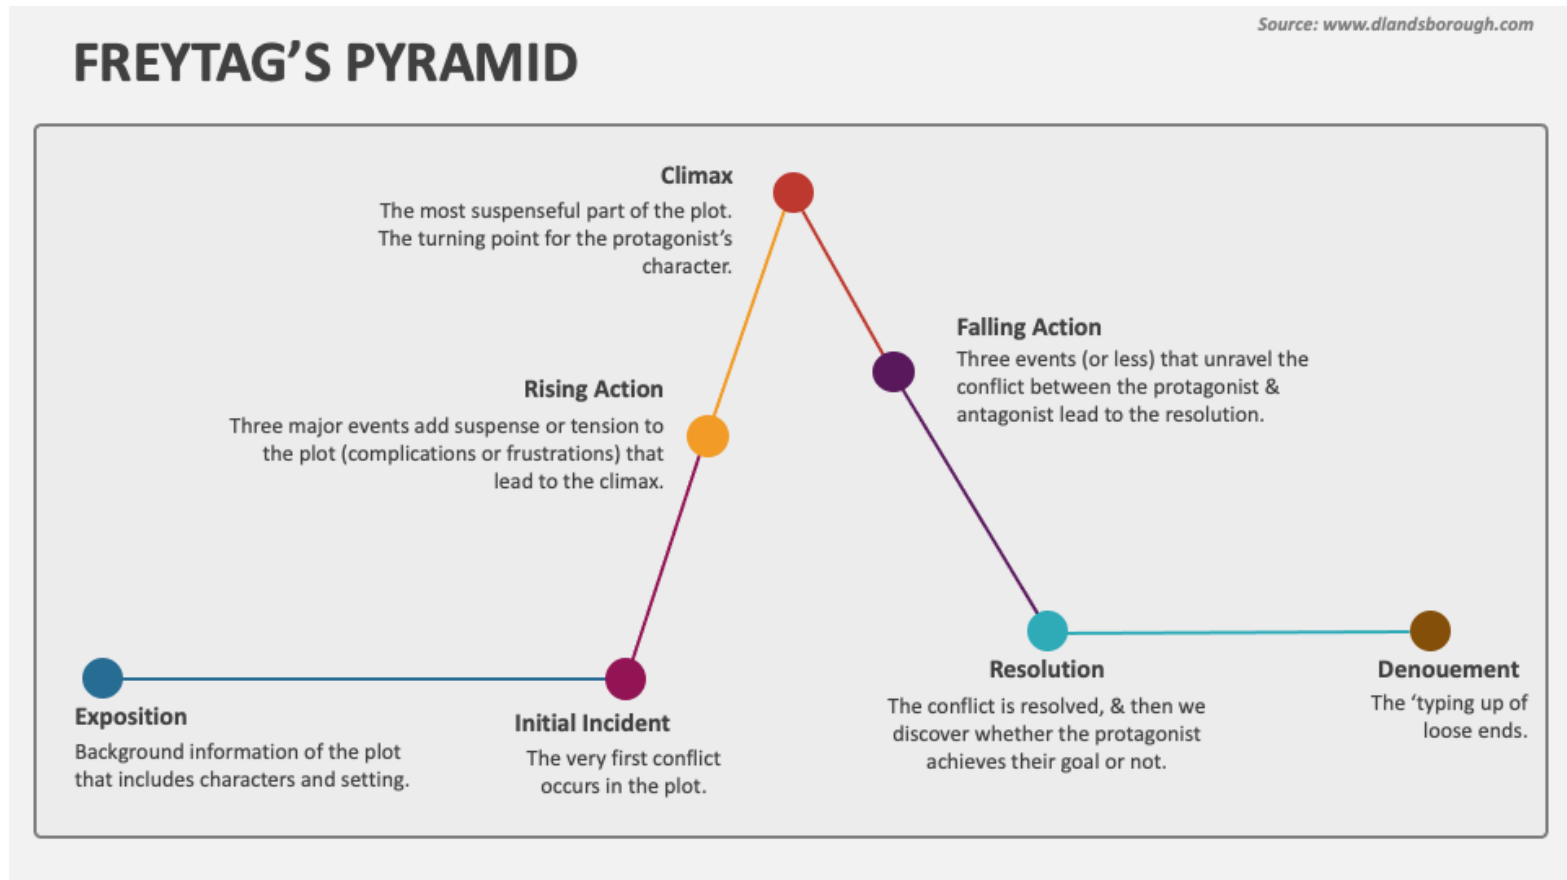 Source: www.dlandsborough.com
FREYTAG'S PYRAMID
Climax
The most suspenseful part of the plot.
The turning point for the protagonist's
character.
Falling Action
Three events (or less) that unravel the
conflict between the protagonist &
antagonist lead to the resolution.
Rising Action
Three major events add suspense or tension to
the plot (complications or frustrations) that
lead to the climax.
Exposition
Background information of the plot
that includes characters and setting.
Initial Incident
The very first conflict
occurs in the plot.
Resolution
The conflict is resolved, & then we
discover whether the protagonist
achieves their goal or not.
Denouement
The ‘typing up of
loose ends.